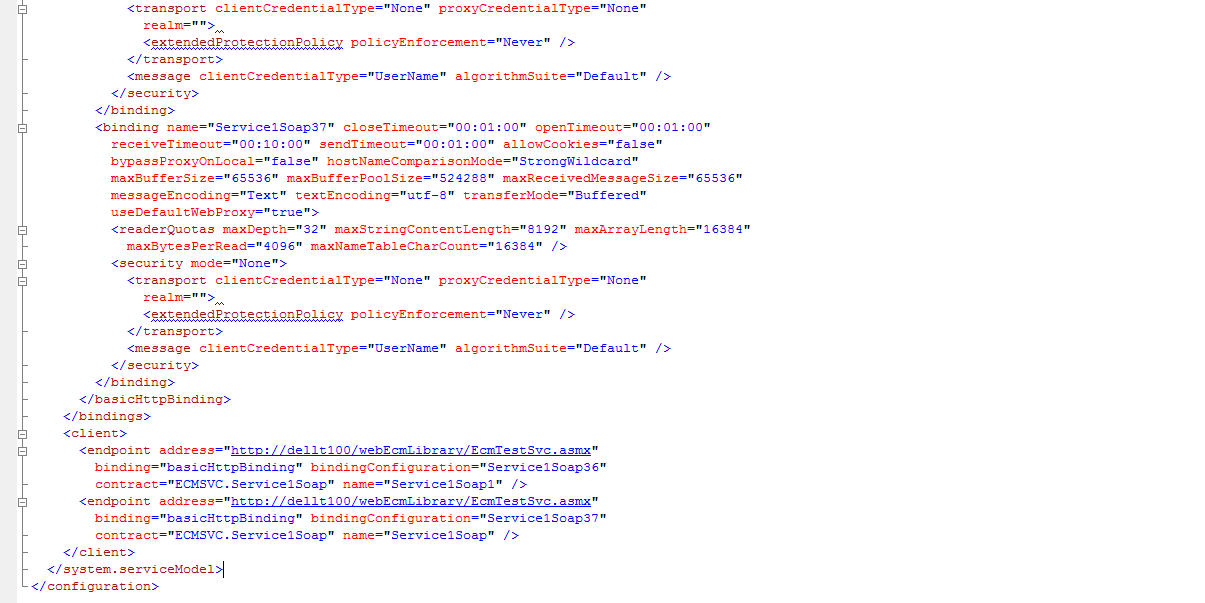 <transport clientCredentialType="None" proxyCredentialType="None"
realm="">
<extendedProtectionPolicy policyEnforcement="Never" />
</transport>
<message clientCredentialType="UserName" algorithmSuite="Default" />
</security>
</binding>
<binding name="Service1Soap37" closeTimeout="00:01:00" openTimeout="00:01:00"
receiveTimeout="00:10:00" sendTimeout="00:01:00" allowCookies="false"
bypassProxyOnLocal="false" hostNameComparisonMode="StrongWildcard"
maxBufferSize="65536" maxBufferPoolSize="524288" maxReceivedMessageSize="65536"
messageEncoding="Text" textEncoding="utf-8" transferMode="Buffered"
useDefaultWebProxy="true">
<readerQuotas maxDepth="32" maxStringContentLength="8192" maxArrayLength="16384"
maxBytesPerRead="4096" maxNameTableCharCount="16384" />
<security mode="None">
<transport clientCredentialType="None" proxyCredentialType="None"
realm="">
<extendedProtectionPolicy policyEnforcement="Never" />
</transport>
<message clientCredentialType="UserName" algorithmSuite="Default" />
</security>
</binding>
</basicHttpBinding>
</bindings>
<client>
<endpoint address="http://dellt100/webEcmLibrary/EcmTestSvc.asmx"
binding="basicHttpBinding" bindingConfiguration="Service1Soap36"
contract="ECMSVC.Service1Soap" name="Service1Soap1" />
<endpoint address="http://dellt100/webEcmLibrary/EcmTestSvc.asmx"
binding="basicHttpBinding" bindingConfiguration="Service1Soap37"
contract="ECMSVC.Service1Soap" name="Service1Soap" />
</client>
</system.serviceModel>
</configuration>